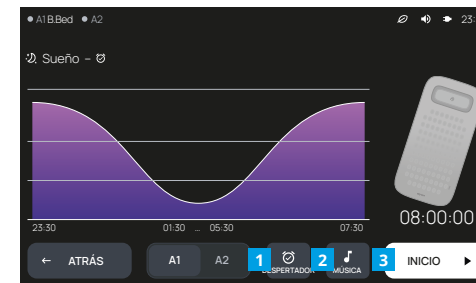 A1 B.Bed A2 23:
Sueño –
08:00:00
23:30 01:30 ... 05:30 07:30
← ATRÁS A1 A2 1 DESPERTADOR 2 MÚSICA 3 INICIO